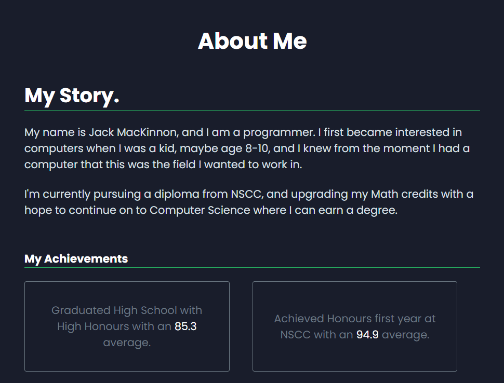 About Me
My Story.
My name is Jack MacKinnon, and I am a programmer. I first became interested in
computers when I was a kid, maybe age 8-10, and I knew from the moment I had a
computer that this was the field I wanted to work in.
I'm currently pursuing a diploma from NSCC, and upgrading my Math credits with a
hope to continue on to Computer Science where I can earn a degree.
My Achievements
Graduated High School with
High Honours with an 85.3
average.
Achieved Honours first year at
NSCC with an 94.9 average.